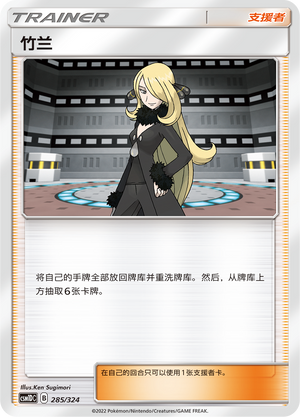 TRAINER 支援者
竹兰
将自己的手牌全部放回牌库并重洗牌库。然后，从牌库上
方抽取6张卡牌。
Illus.Ken Sugimori
CSM1DC B 285/324
在自己的回合只可以使用1张支援者卡。
©2022 Pokémon/Nintendo/Creatures/GAME FREAK.